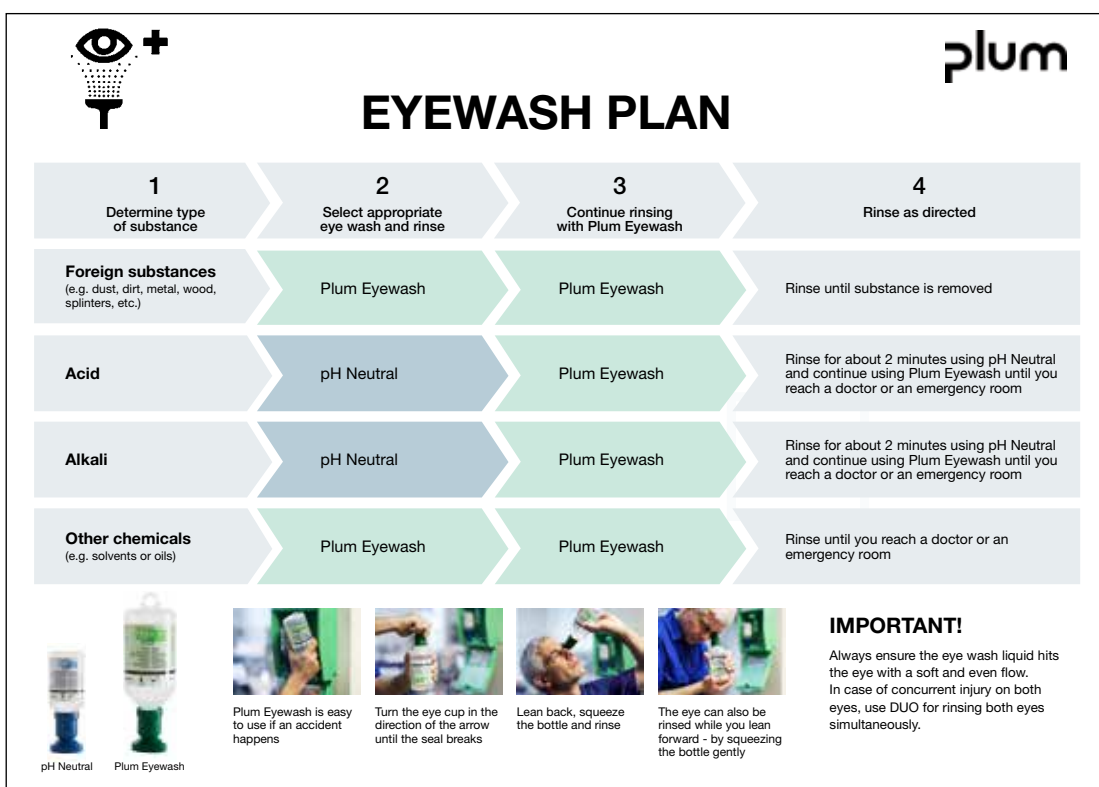 plum
EYEWASH PLAN
1
Determine type
of substance
2
Select appropriate
eye wash and rinse
3
Continue rinsing
with Plum Eyewash
4
Rinse as directed
Foreign substances
(e.g. dust, dirt, metal, wood,
splinters, etc.)
Plum Eyewash
Plum Eyewash
Rinse until substance is removed
Acid
pH Neutral
Plum Eyewash
Rinse for about 2 minutes using pH Neutral
and continue using Plum Eyewash until you
reach a doctor or an emergency room
Alkali
pH Neutral
Plum Eyewash
Rinse for about 2 minutes using pH Neutral
and continue using Plum Eyewash until you
reach a doctor or an emergency room
Other chemicals
(e.g. solvents or oils)
Plum Eyewash
Plum Eyewash
Rinse until you reach a doctor or an
emergency room
pH Neutral
Plum Eyewash
Plum Eyewash is easy
to use if an accident
happens
Turn the eye cup in the
direction of the arrow
until the seal breaks
Lean back, squeeze
the bottle and rinse
The eye can also be
rinsed while you lean
forward - by squeezing
the bottle gently
IMPORTANT!
Always ensure the eye wash liquid hits
the eye with a soft and even flow.
In case of concurrent injury on both
eyes, use DUO for rinsing both eyes
simultaneously.